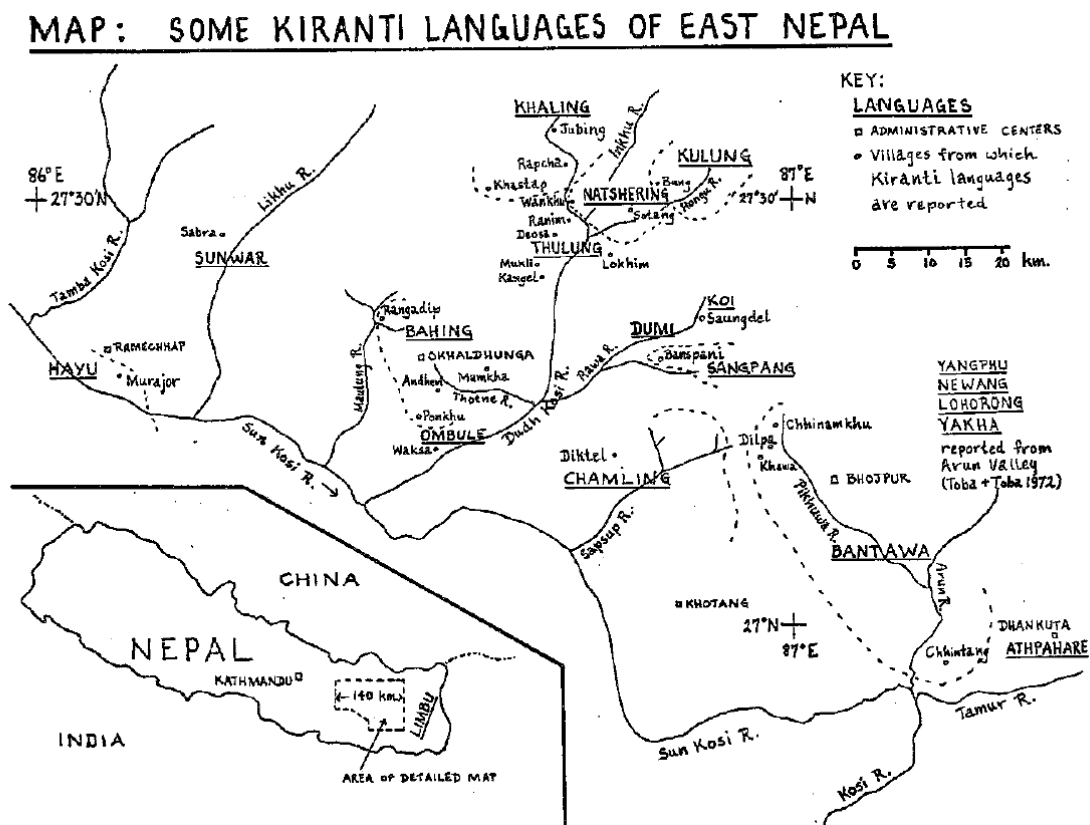 MAP: SOME KIRANTI LANGUAGES OF EAST NEPAL
KEY:
LANGUAGES
ADMINISTRATIVE CENTERS
Villages from which
Kiranti languages
are reported
0 5 10 15 20 km.
86°E
27°30'N
Tamba Kosi R.
Likhu R.
Sabra
SUNWAR
HAYU
RAMECHHAP
Murajor
Sun Kosi R.
KHALING
Jubing
Inkhu R.
Rapcha
Khastap
Wankhu
NATSHERING
KULUNG
Bung
Hongu R.
Sotang
Ranim
Deosa
THULUNG
Mukli
Kangel
Lokhim
87°E
27°30'N
Rangadip
BAHING
OKHALDHUNGA
Mamkha
Andheri
Thotne R.
Maulung R.
Ponkhu
OMBULE
Waksa
Dudh Kosi R.
Rawa R.
DUMI
KOI
Saungdel
Banspani
SANGPANG
Diktel
CHAMLING
Sapsup R.
Dilpa
Chhinamkhu
Khawa
Pikhuwa R.
BHOJPUR
BANTAWA
YANGPHU
NEWANG
LOHORONG
YAKHA
reported from
Arun Valley
(Toba + Toba 1972)
Arun R.
KHOTANG
27°N
87°E
DHANKUTA
ATHPAHARE
Chhintang
Tamur R.
Sun Kosi R.
Kosi R.
CHINA
NEPAL
KATHMANDU
140 km.
LIMBU
INDIA
AREA OF DETAILED MAP